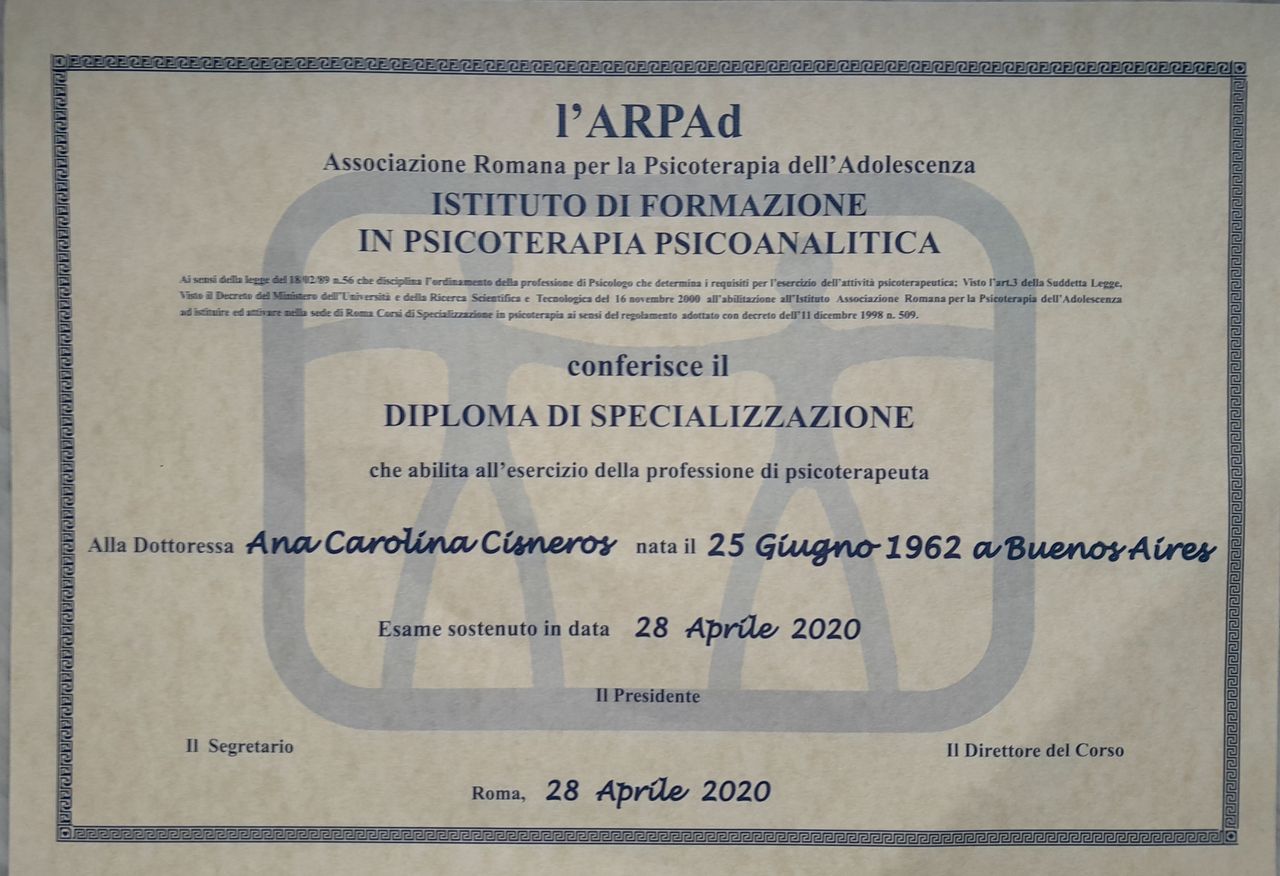 l'ARPAd
Associazione Romana per la Psicoterapia dell'Adolescenza
ISTITUTO DI FORMAZIONE
IN PSICOTERAPIA PSICOANALITICA
Ai sensi della legge del 18/02/89 n.56 che disciplina l'ordinamento della professione di Psicologo che determina i requisiti per l'esercizio dell'attività psicoterapeutica; Visto l'art.3 della Suddetta Legge,
Visto il Decreto del Ministero dell'Università e della Ricerca Scientifica e Tecnologica del 16 novembre 2000 all'abilitazione all'Istituto Associazione Romana per la Psicoterapia dell'Adolescenza
ad istituire ed attivare nella sede di Roma Corsi di Specializzazione in psicoterapia ai sensi del regolamento adottato con decreto dell'11 dicembre 1998 n. 509.
conferisce il
DIPLOMA DI SPECIALIZZAZIONE
che abilita all'esercizio della professione di psicoterapeuta
Alla Dottoressa Ana Carolina Cisneros nata il 25 Giugno 1962 a Buenos Aires
Esame sostenuto in data 28 Aprile 2020
Il Presidente
Il Segretario
Il Direttore del Corso
Roma, 28 Aprile 2020